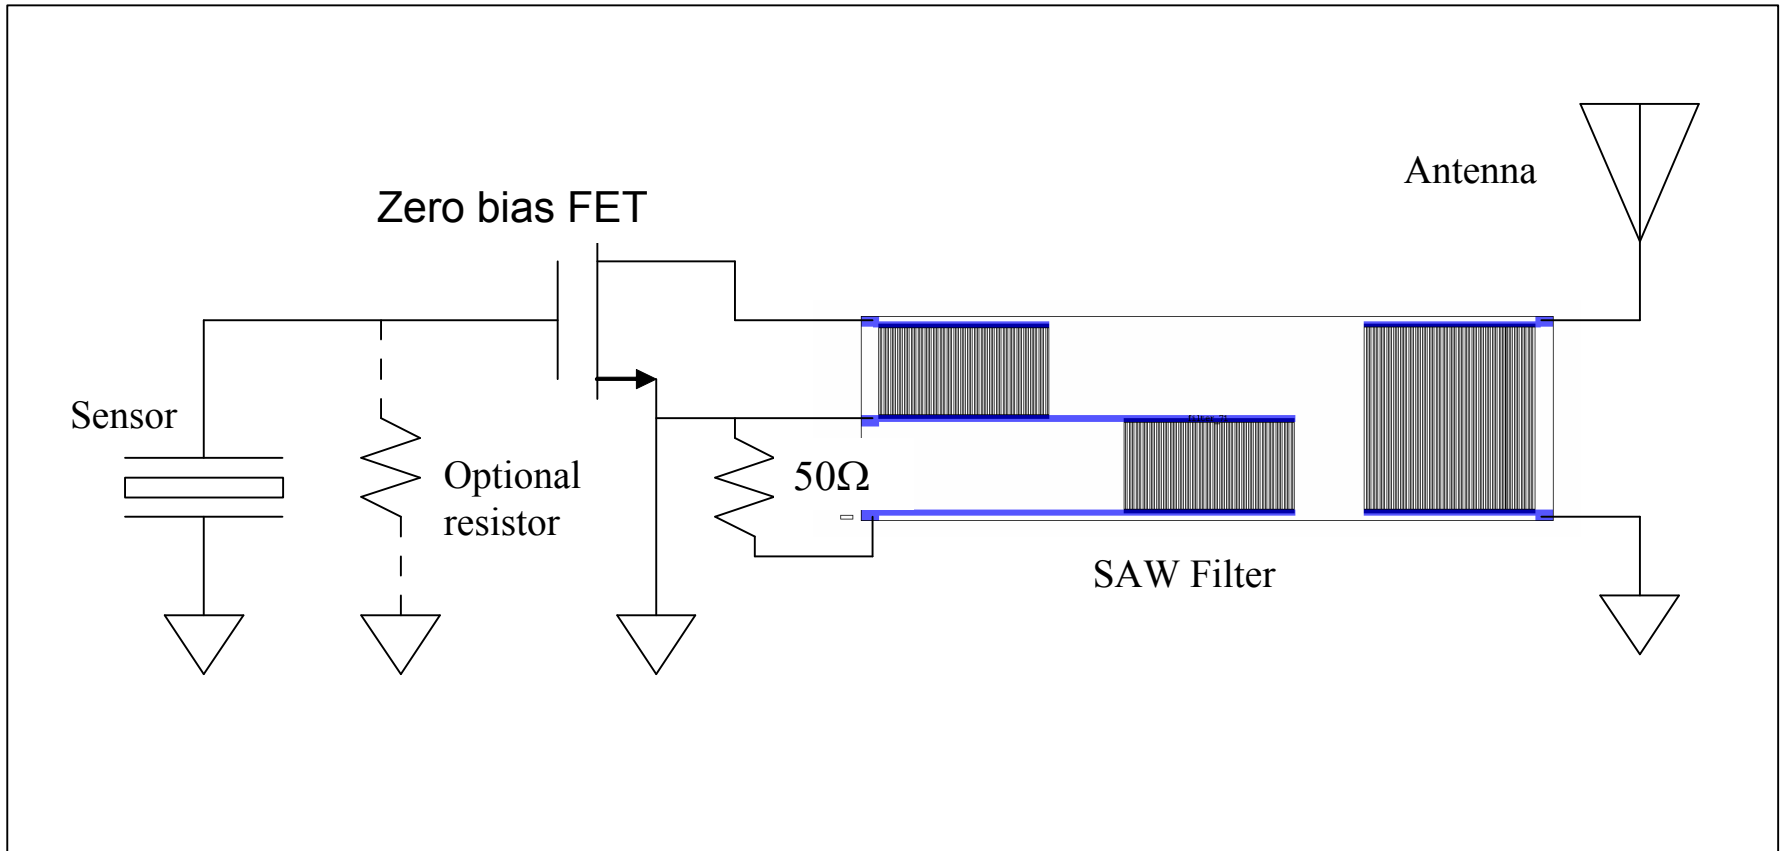 Antenna
Zero bias FET
Sensor
Optional
resistor
50Ω
SAW Filter